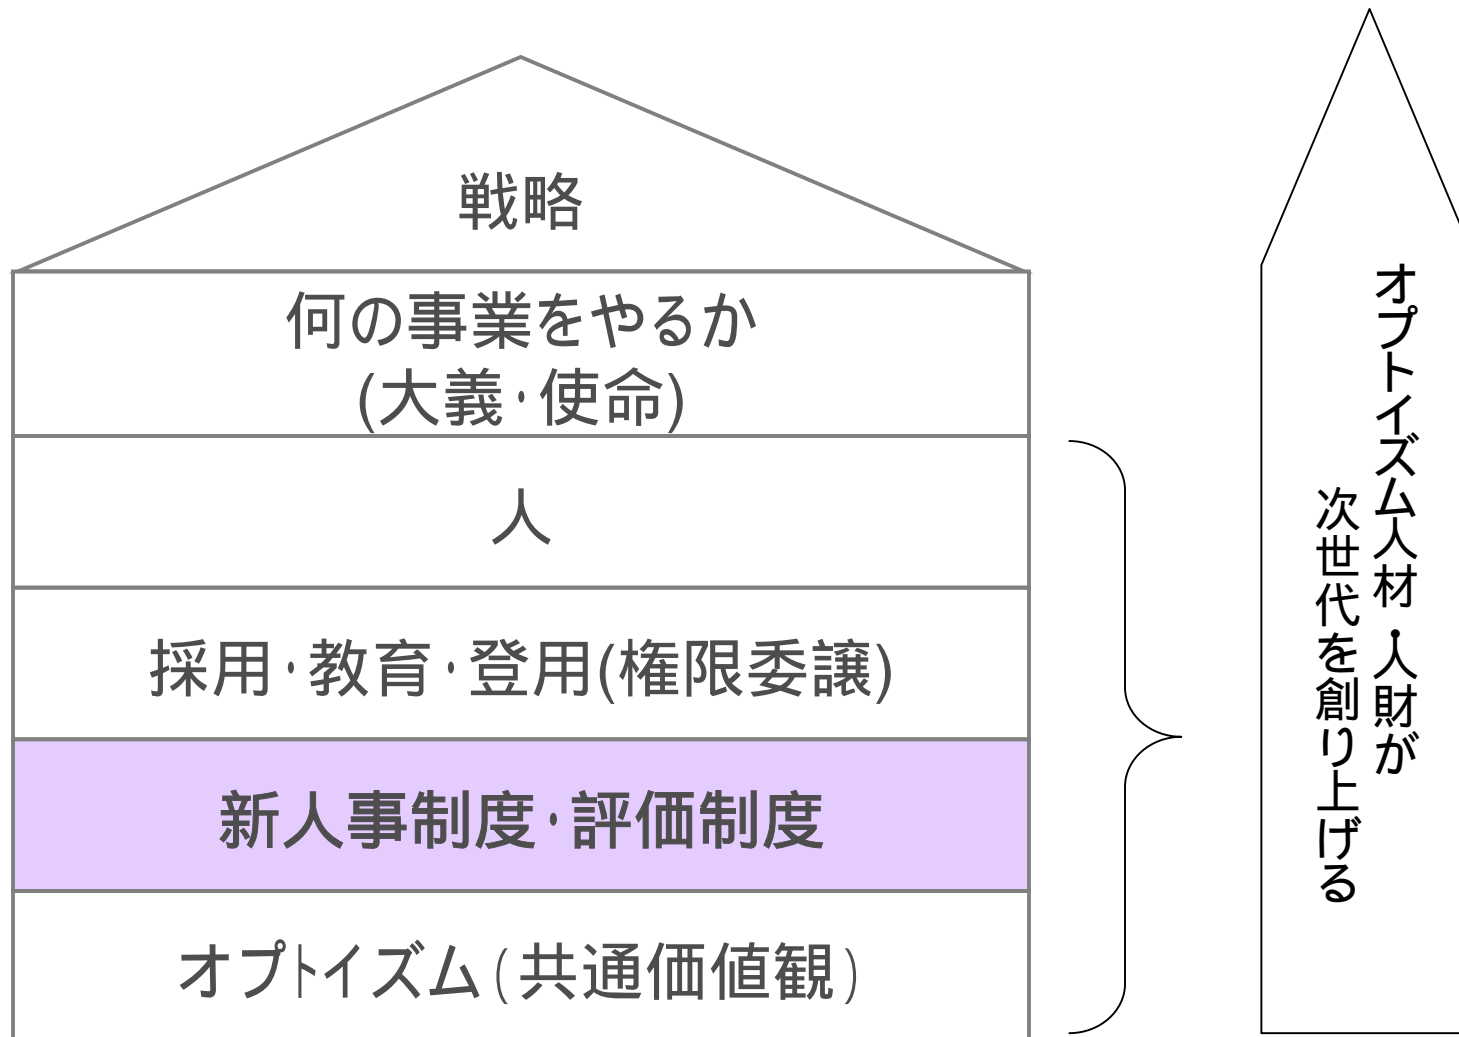 戦略
何の事業をやるか
(大義・使命)
人
採用・教育・登用(権限委譲)
新人事制度・評価制度
オプトイズム(共通価値観)
オプトイズム人材・人財が
次世代を創り上げる